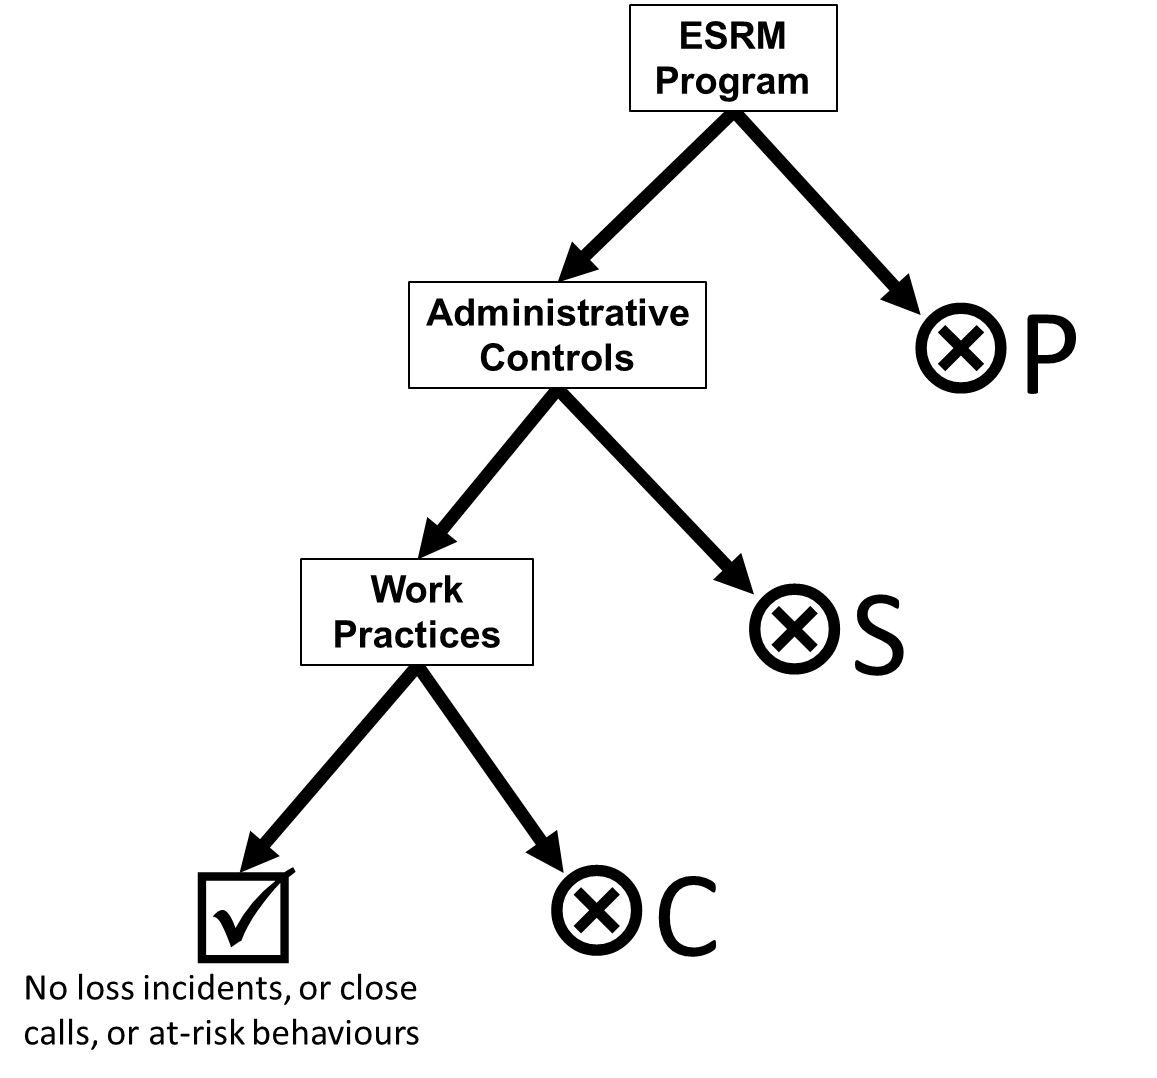 ESRM
Program
Administrative
Controls
P
Work
Practices
S
C
No loss incidents, or close
calls, or at-risk behaviours